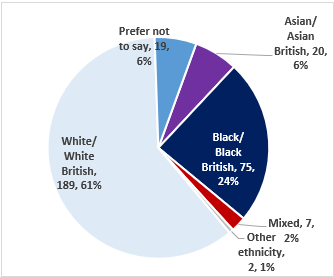 Prefer not
to say, 19,
6%
Asian/
Asian
British, 20,
6%
Black/
Black
British, 75,
24%
Mixed, 7,
2%
Other
ethnicity,
2, 1%
White/
White
British,
189, 61%